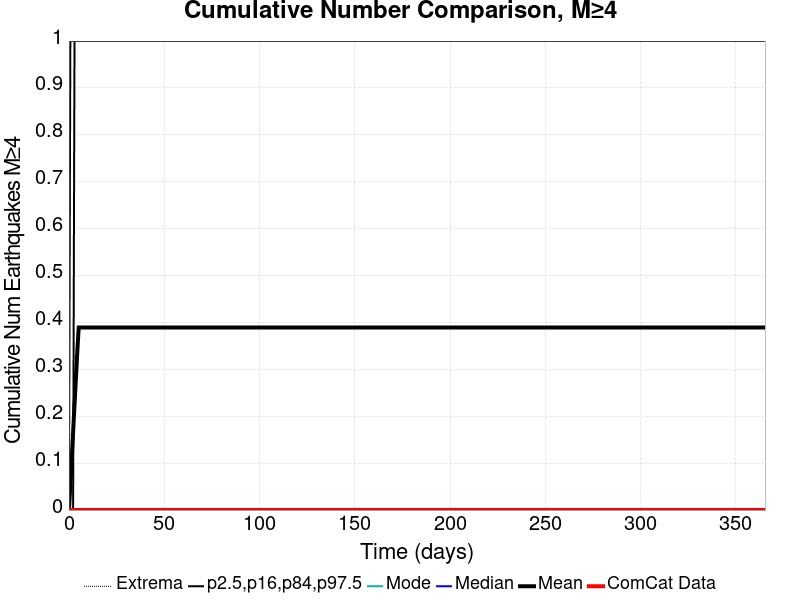 Cumulative Number Comparison, M≥4
Cumulative Num Earthquakes M≥4
1
0.9
0.8
0.7
0.6
0.5
0.4
0.3
0.2
0.1
0
0 50 100 150 200 250 300 350
Time (days)
Extrema p2.5,p16,p84,p97.5 Mode Median Mean ComCat Data